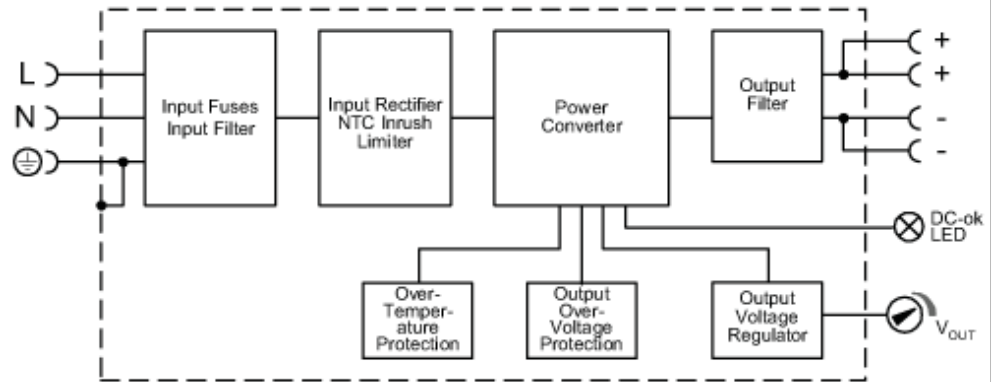 L
N
Input Fuses
Input Filter
Input Rectifier
NTC Inrush
Limiter
Power
Converter
Output
Filter
+
+
-
-
DC-ok
LED
Over-
Temper-
ature
Protection
Output
Over-
Voltage
Protection
Output
Voltage
Regulator
VOUT